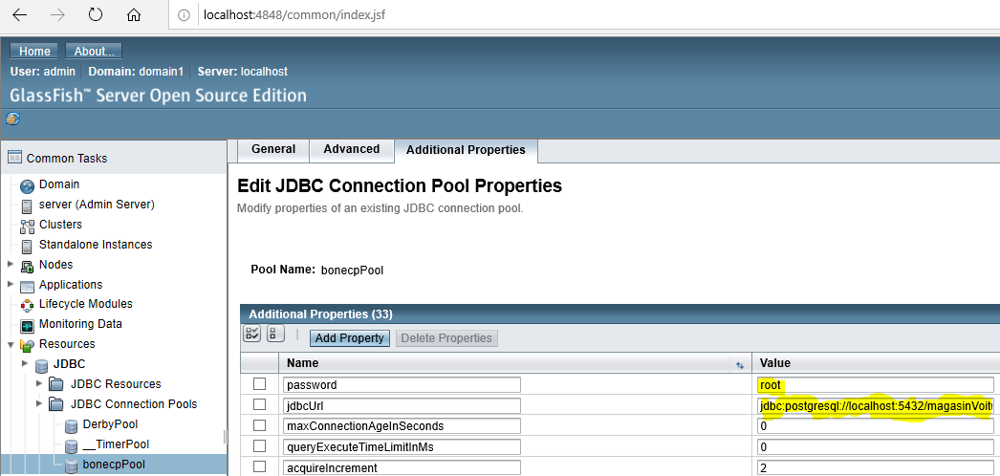 localhost:4848/common/index.jsf
Home About...
User: admin Domain: domain1 Server: localhost
GlassFish™ Server Open Source Edition
Common Tasks
Domain
server (Admin Server)
Clusters
Standalone Instances
Nodes
Applications
Lifecycle Modules
Monitoring Data
Resources
JDBC
JDBC Resources
JDBC Connection Pools
DerbyPool
__TimerPool
bonecpPool
General Advanced Additional Properties
Edit JDBC Connection Pool Properties
Modify properties of an existing JDBC connection pool.
Pool Name: bonecpPool
Additional Properties (33)
Add Property Delete Properties
Name Value
password root
jdbcUrl jdbc:postgresql://localhost:5432/magasinVoitu
maxConnectionAgeInSeconds 0
queryExecuteTimeLimitInMs 0
acquireIncrement 2